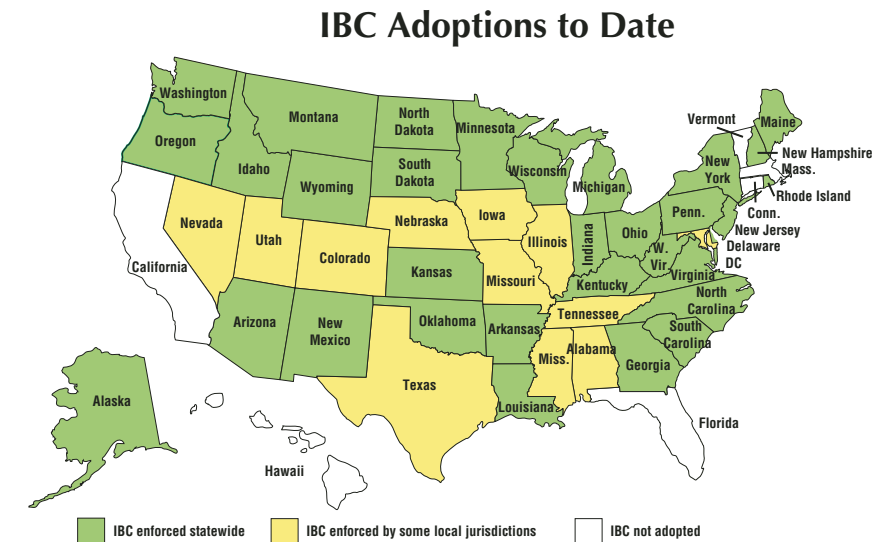 IBC Adoptions to Date
Washington
Montana
North
Dakota
Minnesota
Vermont
Maine
Oregon
Idaho
Wyoming
South
Dakota
Wisconsin
Michigan
New
York
New Hampshire
Mass.
Rhode Island
Conn.
New Jersey
Delaware
DC
Nevada
Utah
Colorado
Nebraska
Iowa
Illinois
Indiana
Ohio
Penn.
W.
Vir.
Virginia
California
Kansas
Missouri
Kentucky
North
Carolina
Tennessee
South
Carolina
Arizona
New
Mexico
Oklahoma
Arkansas
Miss.
Alabama
Georgia
Texas
Louisiana
Florida
Alaska
Hawaii
IBC enforced statewide
IBC enforced by some local jurisdictions
IBC not adopted